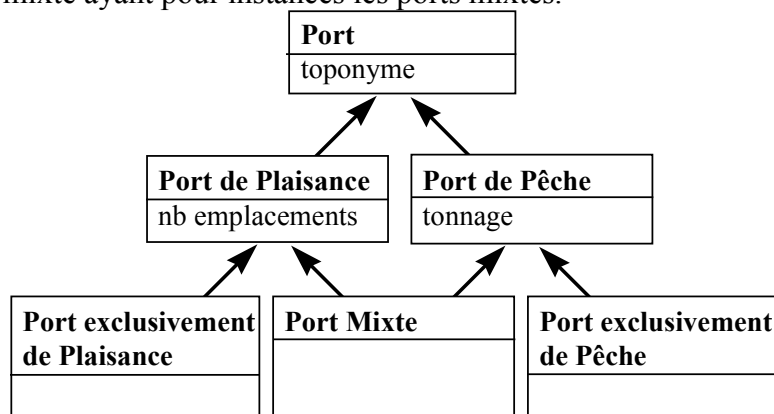 mixte ayant pour instances les ports mixtes.
Port
toponyme
Port de Plaisance
nb emplacements
Port de Pêche
tonnage
Port exclusivement
de Plaisance
Port Mixte
Port exclusivement
de Pêche